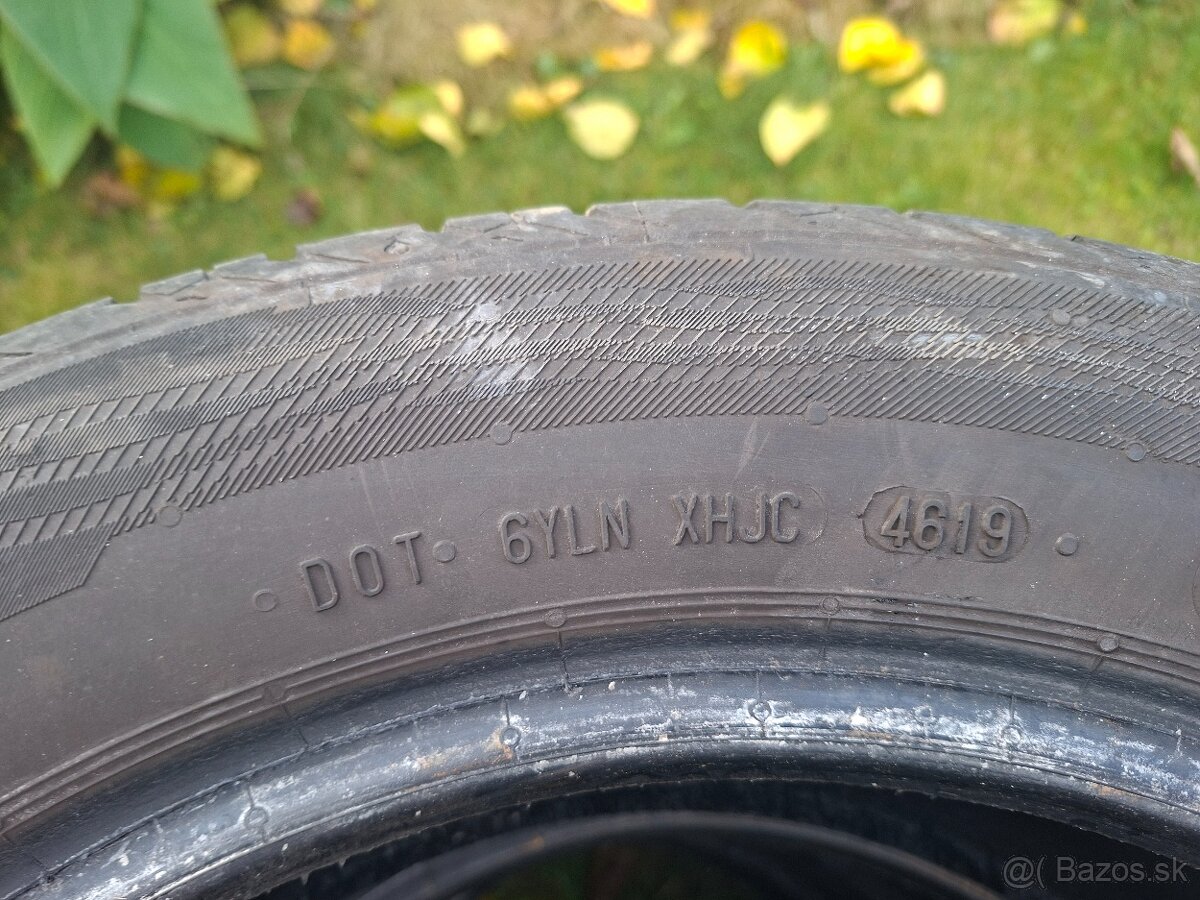 DOT 6YLN XHJC 4619
@( Bazos.sk